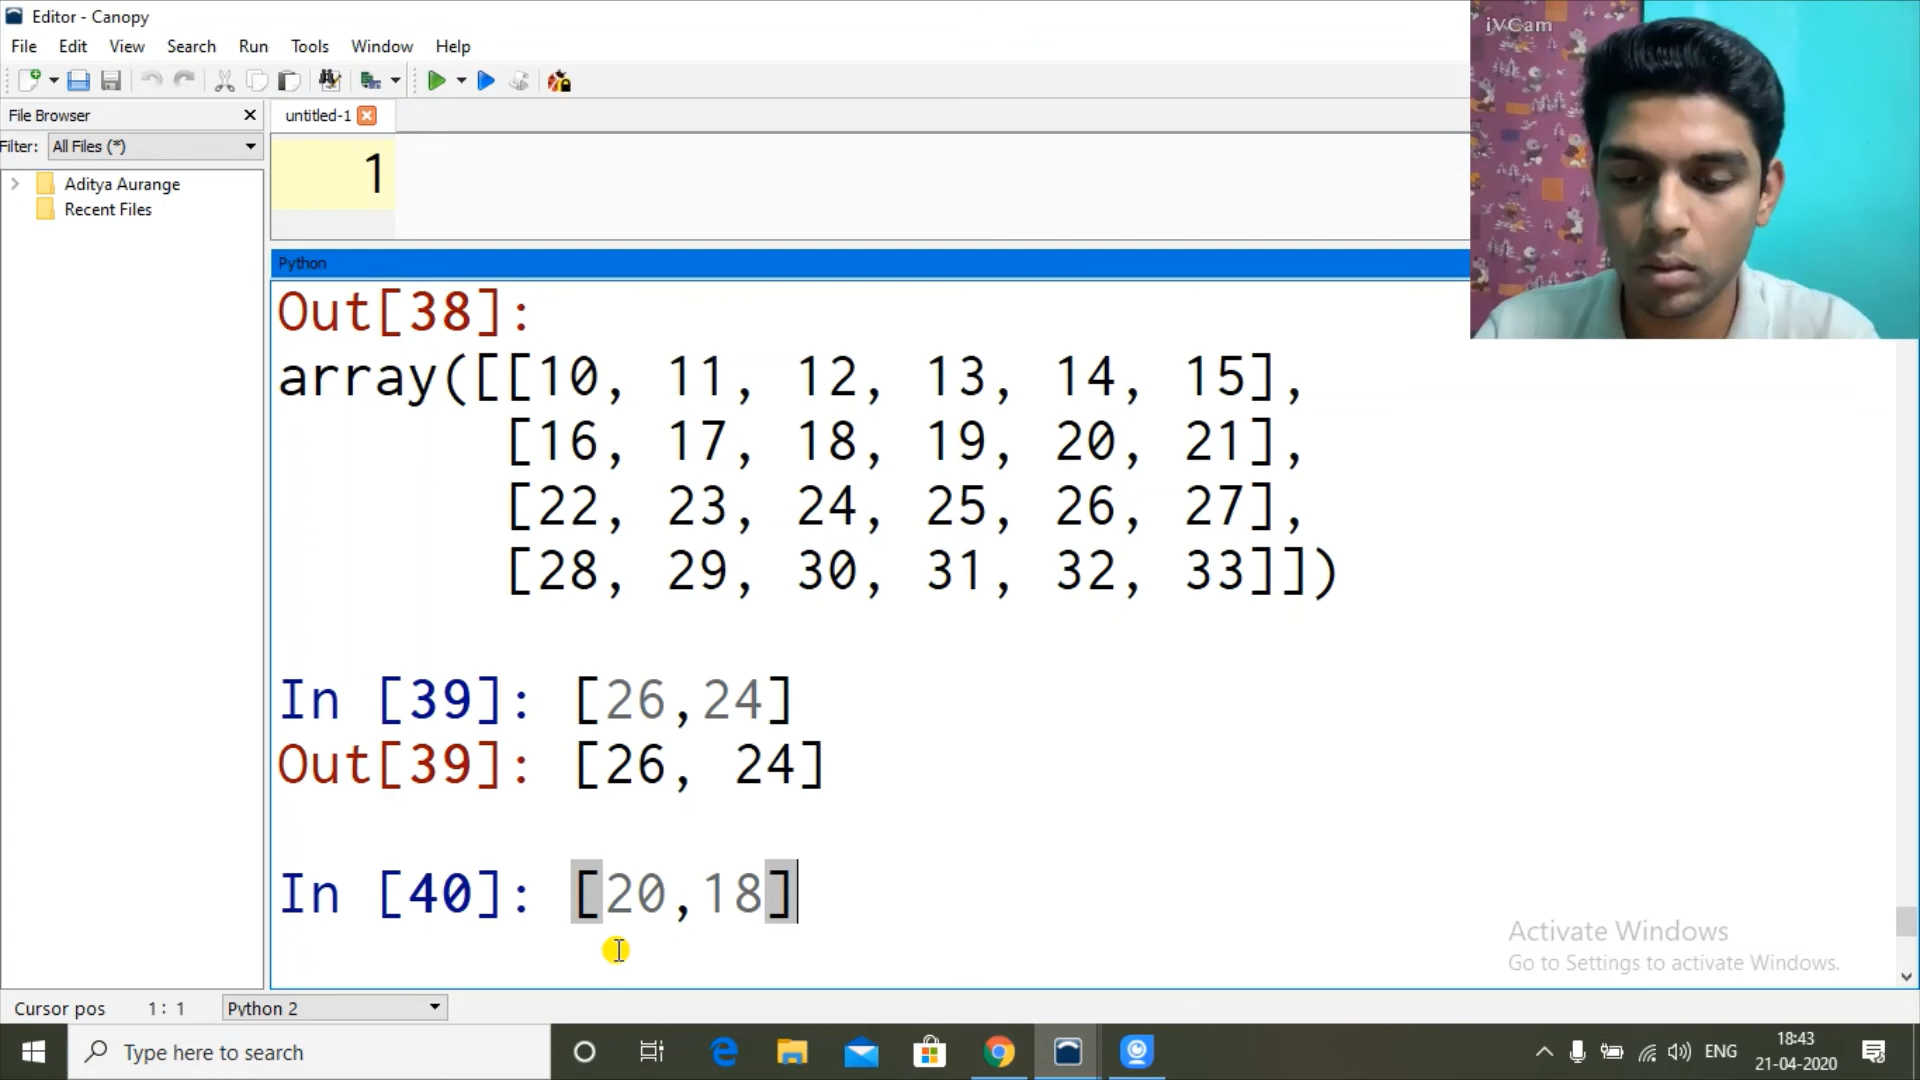 Editor - Canopy
File Edit View Search Run Tools Window Help
iVCam
File Browser
untitled-1
Filter: All Files (*)
1
Aditya Aurange
Recent Files
Python
Out[38]:
array([[10, 11, 12, 13, 14, 15],
[16, 17, 18, 19, 20, 21],
[22, 23, 24, 25, 26, 27],
[28, 29, 30, 31, 32, 33]])
In [39]: [26,24]
Out[39]: [26, 24]
In [40]: [20,18]
Activate Windows
Go to Settings to activate Windows.
Cursor pos 1: 1 Python 2
Type here to search
ENG
18:43
21-04-2020